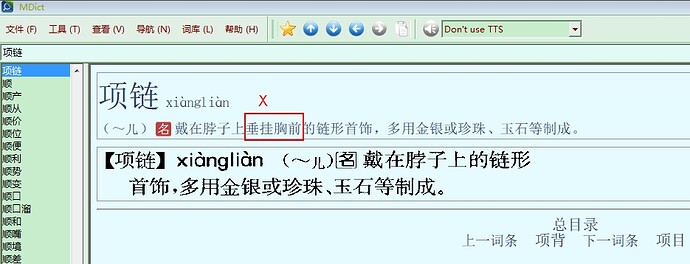 MDict
文件 (F) 工具 (T) 查看 (V) 导航 (N) 词库 (L) 帮助 (H) Don't use TTS
项链
项链
顺
顺产
顺从
顺价
顺位
顺便
顺利
顺势
顺变
顺口
顺口溜
顺和
顺嘴
顺境
顺差
项链 xiàngliàn
X
（～儿）名 戴在脖子上垂挂胸前的链形首饰，多用金银或珍珠、玉石等制成。
【项链】xiàngliàn （～儿）名 戴在脖子上的链形
首饰，多用金银或珍珠、玉石等制成。
总目录
上一词条 项背 下一词条 项目